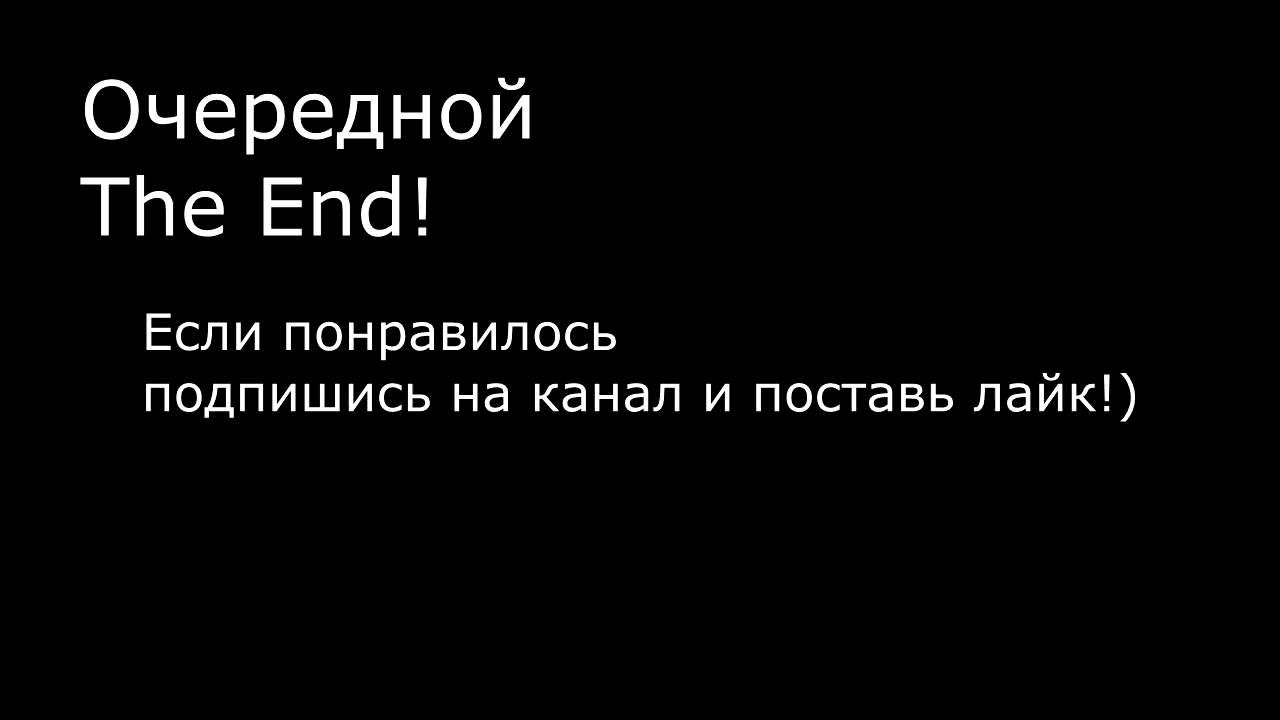 Очередной
The End!
Если понравилось
подпишись на канал и поставь лайк!)